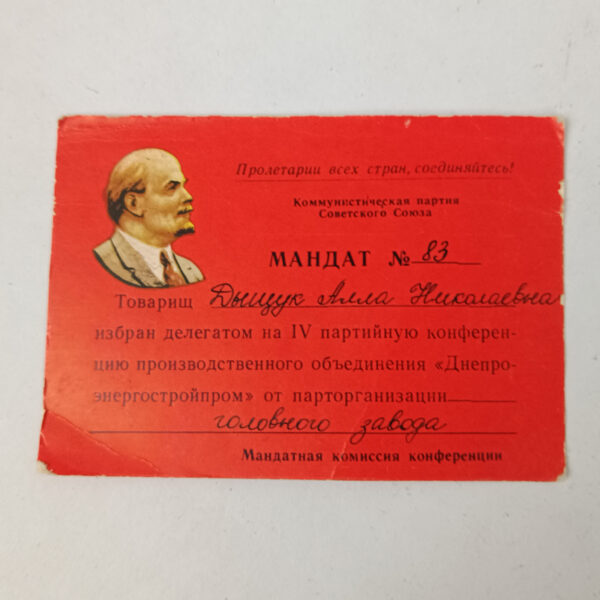 Пролетарии всех стран, соединяйтесь!
Коммунистическая партия
Советского Союза
МАНДАТ № 83
Товарищ Дыщук Алла Николаевна
избран делегатом на IV партийную конферен-
цию производственного объединения «Днепро-
энергостройпром» от парторганизации
головного завода
Мандатная комиссия конференции